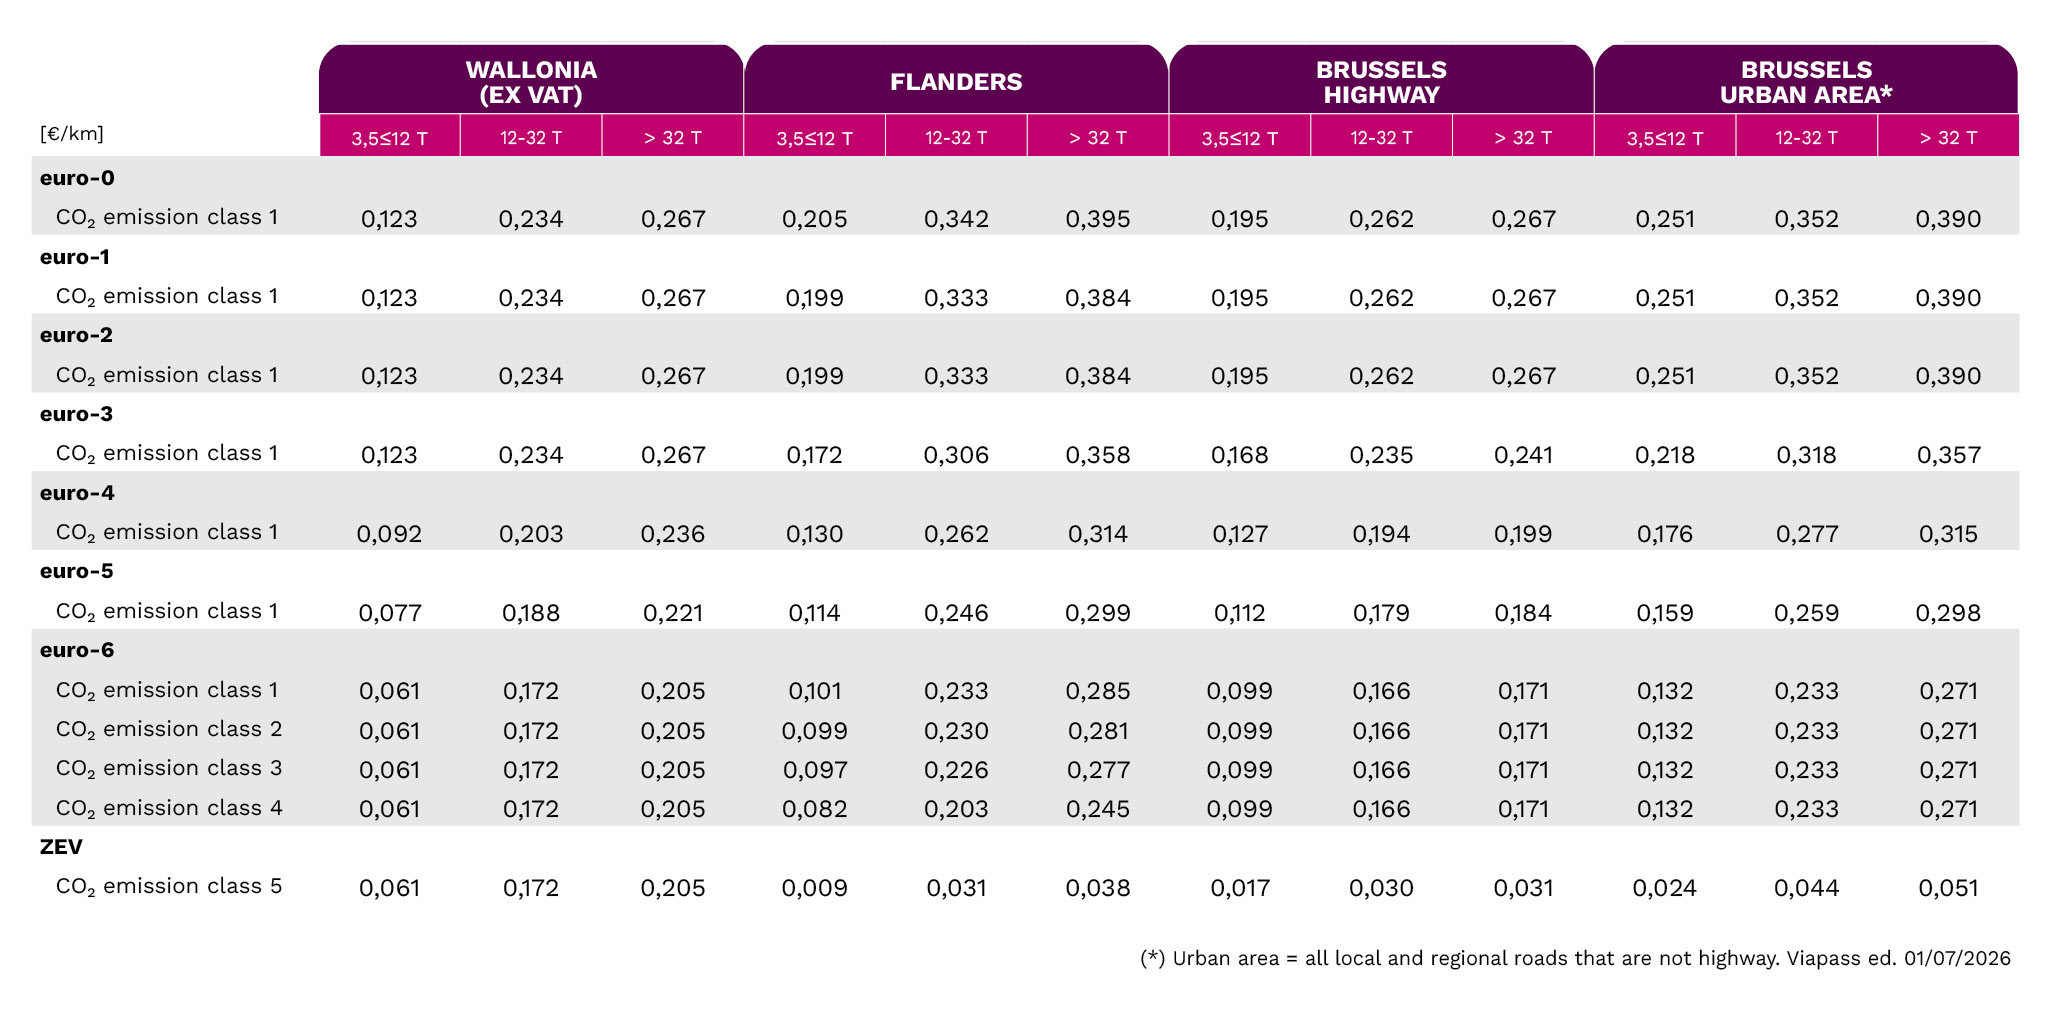 WALLONIA
(EX VAT)
FLANDERS
BRUSSELS
HIGHWAY
BRUSSELS
URBAN AREA*
[€/km] 3,5≤12 T 12-32 T > 32 T 3,5≤12 T 12-32 T > 32 T 3,5≤12 T 12-32 T > 32 T 3,5≤12 T 12-32 T > 32 T
euro-0
CO₂ emission class 1 0,123 0,234 0,267 0,205 0,342 0,395 0,195 0,262 0,267 0,251 0,352 0,390
euro-1
CO₂ emission class 1 0,123 0,234 0,267 0,199 0,333 0,384 0,195 0,262 0,267 0,251 0,352 0,390
euro-2
CO₂ emission class 1 0,123 0,234 0,267 0,199 0,333 0,384 0,195 0,262 0,267 0,251 0,352 0,390
euro-3
CO₂ emission class 1 0,123 0,234 0,267 0,172 0,306 0,358 0,168 0,235 0,241 0,218 0,318 0,357
euro-4
CO₂ emission class 1 0,092 0,203 0,236 0,130 0,262 0,314 0,127 0,194 0,199 0,176 0,277 0,315
euro-5
CO₂ emission class 1 0,077 0,188 0,221 0,114 0,246 0,299 0,112 0,179 0,184 0,159 0,259 0,298
euro-6
CO₂ emission class 1 0,061 0,172 0,205 0,101 0,233 0,285 0,099 0,166 0,171 0,132 0,233 0,271
CO₂ emission class 2 0,061 0,172 0,205 0,099 0,230 0,281 0,099 0,166 0,171 0,132 0,233 0,271
CO₂ emission class 3 0,061 0,172 0,205 0,097 0,226 0,277 0,099 0,166 0,171 0,132 0,233 0,271
CO₂ emission class 4 0,061 0,172 0,205 0,082 0,203 0,245 0,099 0,166 0,171 0,132 0,233 0,271
ZEV
CO₂ emission class 5 0,061 0,172 0,205 0,009 0,031 0,038 0,017 0,030 0,031 0,024 0,044 0,051
(*) Urban area = all local and regional roads that are not highway. Viapass ed. 01/07/2026